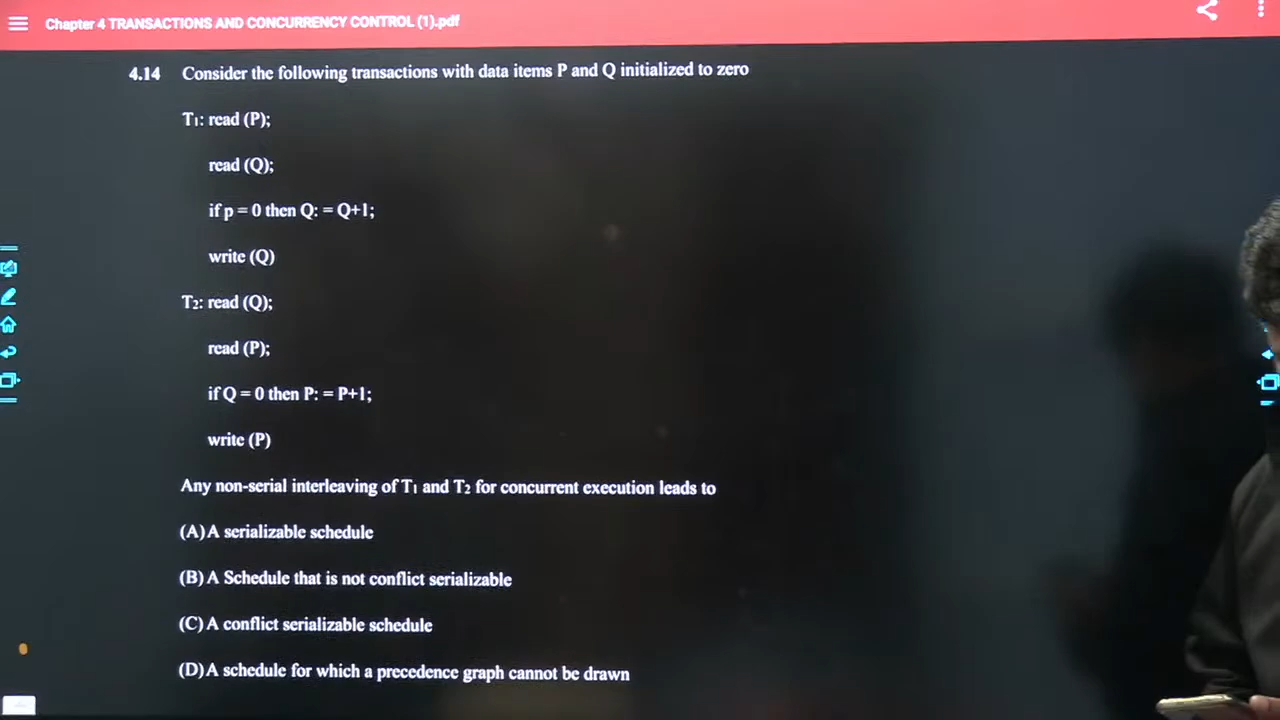 Chapter 4 TRANSACTIONS AND CONCURRENCY CONTROL (1).pdf
4.14 Consider the following transactions with data items P and Q initialized to zero
T1: read (P);
read (Q);
if p = 0 then Q: = Q+1;
write (Q)
T2: read (Q);
read (P);
if Q = 0 then P: = P+1;
write (P)
Any non-serial interleaving of T1 and T2 for concurrent execution leads to
(A) A serializable schedule
(B) A Schedule that is not conflict serializable
(C) A conflict serializable schedule
(D) A schedule for which a precedence graph cannot be drawn